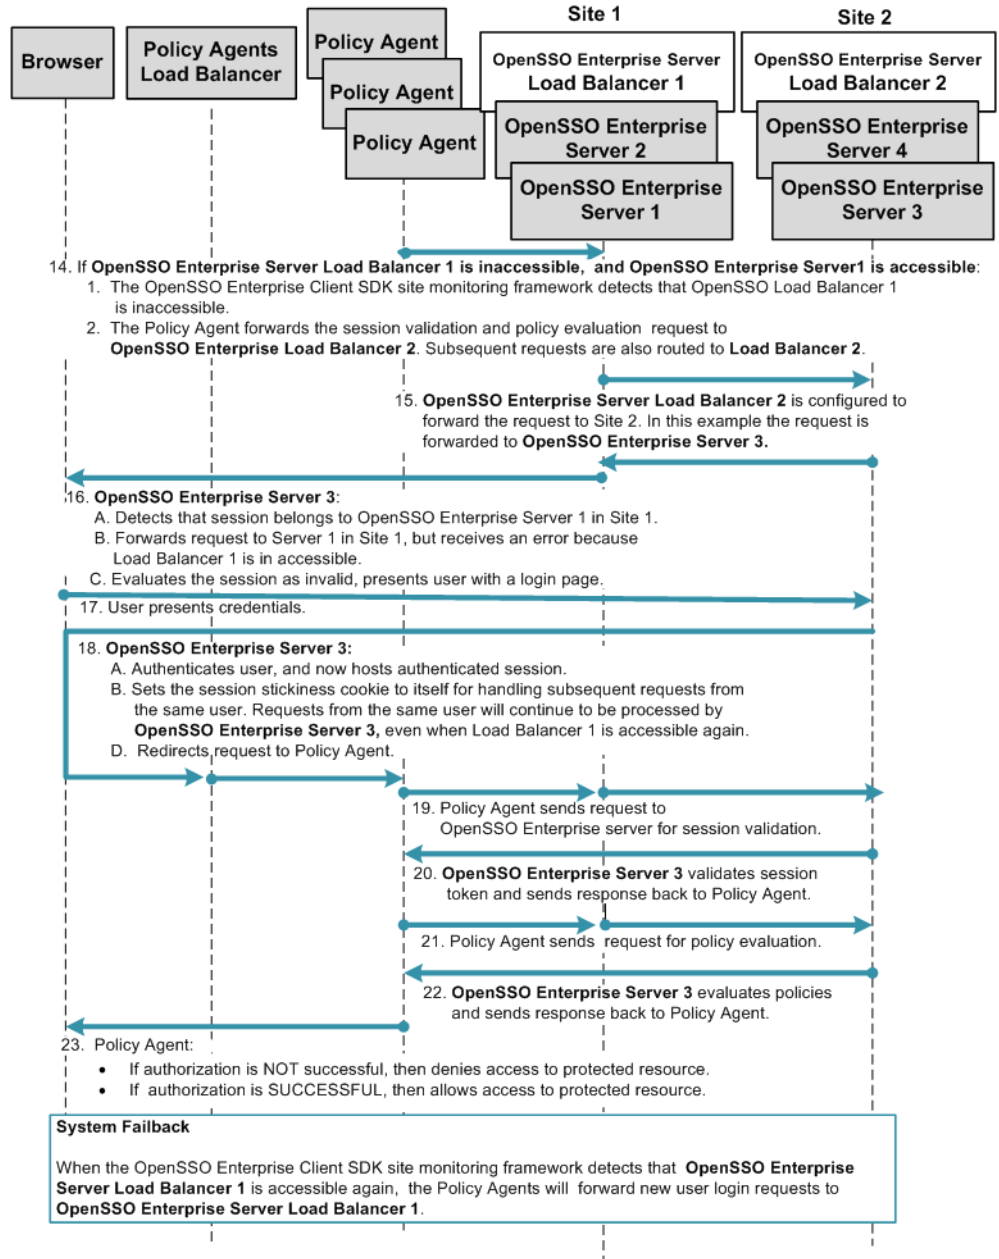 Site 1
Site 2
Browser
Policy Agents
Load Balancer
Policy Agent
Policy Agent
Policy Agent
OpenSSO Enterprise Server
Load Balancer 1
OpenSSO Enterprise
Server 2
OpenSSO Enterprise
Server 1
OpenSSO Enterprise Server
Load Balancer 2
OpenSSO Enterprise
Server 4
OpenSSO Enterprise
Server 3
14. If OpenSSO Enterprise Server Load Balancer 1 is inaccessible, and OpenSSO Enterprise Server1 is accessible:
1. The OpenSSO Enterprise Client SDK site monitoring framework detects that OpenSSO Load Balancer 1
is inaccessible.
2. The Policy Agent forwards the session validation and policy evaluation request to
OpenSSO Enterprise Load Balancer 2. Subsequent requests are also routed to Load Balancer 2.
15. OpenSSO Enterprise Server Load Balancer 2 is configured to
forward the request to Site 2. In this example the request is
forwarded to OpenSSO Enterprise Server 3.
16. OpenSSO Enterprise Server 3:
A. Detects that session belongs to OpenSSO Enterprise Server 1 in Site 1.
B. Forwards request to Server 1 in Site 1, but receives an error because
Load Balancer 1 is in accessible.
C. Evaluates the session as invalid, presents user with a login page.
17. User presents credentials.
18. OpenSSO Enterprise Server 3:
A. Authenticates user, and now hosts authenticated session.
B. Sets the session stickiness cookie to itself for handling subsequent requests from
the same user. Requests from the same user will continue to be processed by
OpenSSO Enterprise Server 3, even when Load Balancer 1 is accessible again.
D. Redirects request to Policy Agent.
19. Policy Agent sends request to
OpenSSO Enterprise server for session validation.
20. OpenSSO Enterprise Server 3 validates session
token and sends response back to Policy Agent.
21. Policy Agent sends request for policy evaluation.
22. OpenSSO Enterprise Server 3 evaluates policies
and sends response back to Policy Agent.
23. Policy Agent:
• If authorization is NOT successful, then denies access to protected resource.
• If authorization is SUCCESSFUL, then allows access to protected resource.
System Failback
When the OpenSSO Enterprise Client SDK site monitoring framework detects that OpenSSO Enterprise
Server Load Balancer 1 is accessible again, the Policy Agents will forward new user login requests to
OpenSSO Enterprise Server Load Balancer 1.